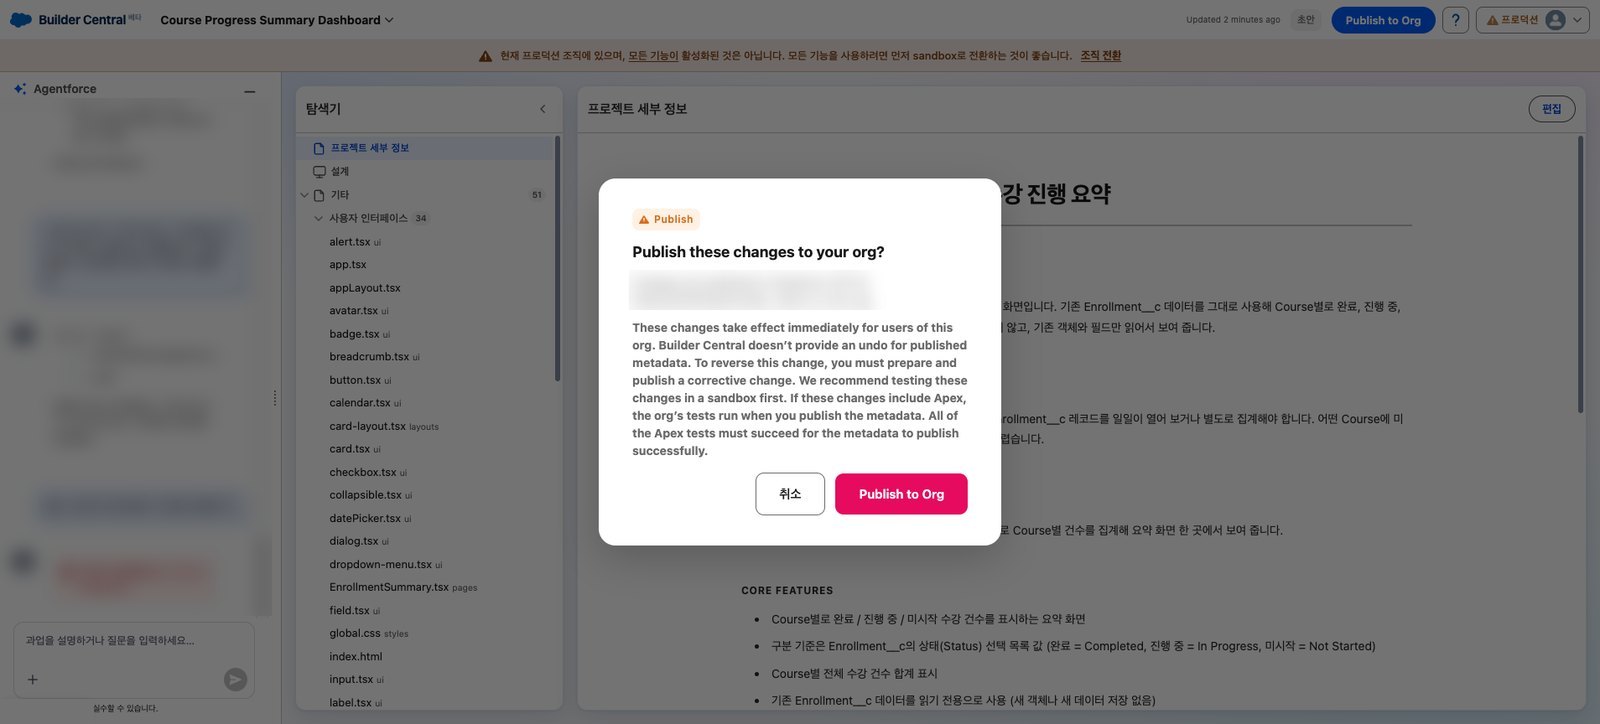 Builder Central 베타
Course Progress Summary Dashboard
Updated 2 minutes ago
초안
Publish to Org
?
프로덕션
현재 프로덕션 조직에 있으며, 모든 기능이 활성화된 것은 아닙니다. 모든 기능을 사용하려면 먼저 sandbox로 전환하는 것이 좋습니다. 조직 전환
Agentforce
과업을 설명하거나 질문을 입력하세요...
실수할 수 있습니다.
탐색기
프로젝트 세부 정보
설계
기타 51
사용자 인터페이스 34
alert.tsx ui
app.tsx
appLayout.tsx
avatar.tsx ui
badge.tsx ui
breadcrumb.tsx ui
button.tsx ui
calendar.tsx ui
card-layout.tsx layouts
card.tsx ui
checkbox.tsx ui
collapsible.tsx ui
datePicker.tsx ui
dialog.tsx ui
dropdown-menu.tsx ui
EnrollmentSummary.tsx pages
field.tsx ui
global.css styles
index.html
input.tsx ui
label.tsx ui
프로젝트 세부 정보
편집
수강 진행 요약
화면입니다. 기존 Enrollment__c 데이터를 그대로 사용해 Course별로 완료, 진행 중,
않고, 기존 객체와 필드만 읽어서 보여 줍니다.
레코드를 일일이 열어 보거나 별도로 집계해야 합니다. 어떤 Course에 미
Course별 건수를 집계해 요약 화면 한 곳에서 보여 줍니다.
CORE FEATURES
Course별로 완료 / 진행 중 / 미시작 수강 건수를 표시하는 요약 화면
구분 기준은 Enrollment__c의 상태(Status) 선택 목록 값 (완료 = Completed, 진행 중 = In Progress, 미시작 = Not Started)
Course별 전체 수강 건수 합계 표시
기존 Enrollment__c 데이터를 읽기 전용으로 사용 (새 객체나 새 데이터 저장 없음)
Publish
Publish these changes to your org?
These changes take effect immediately for users of this
org. Builder Central doesn't provide an undo for published
metadata. To reverse this change, you must prepare and
publish a corrective change. We recommend testing these
changes in a sandbox first. If these changes include Apex,
the org's tests run when you publish the metadata. All of
the Apex tests must succeed for the metadata to publish
successfully.
취소
Publish to Org